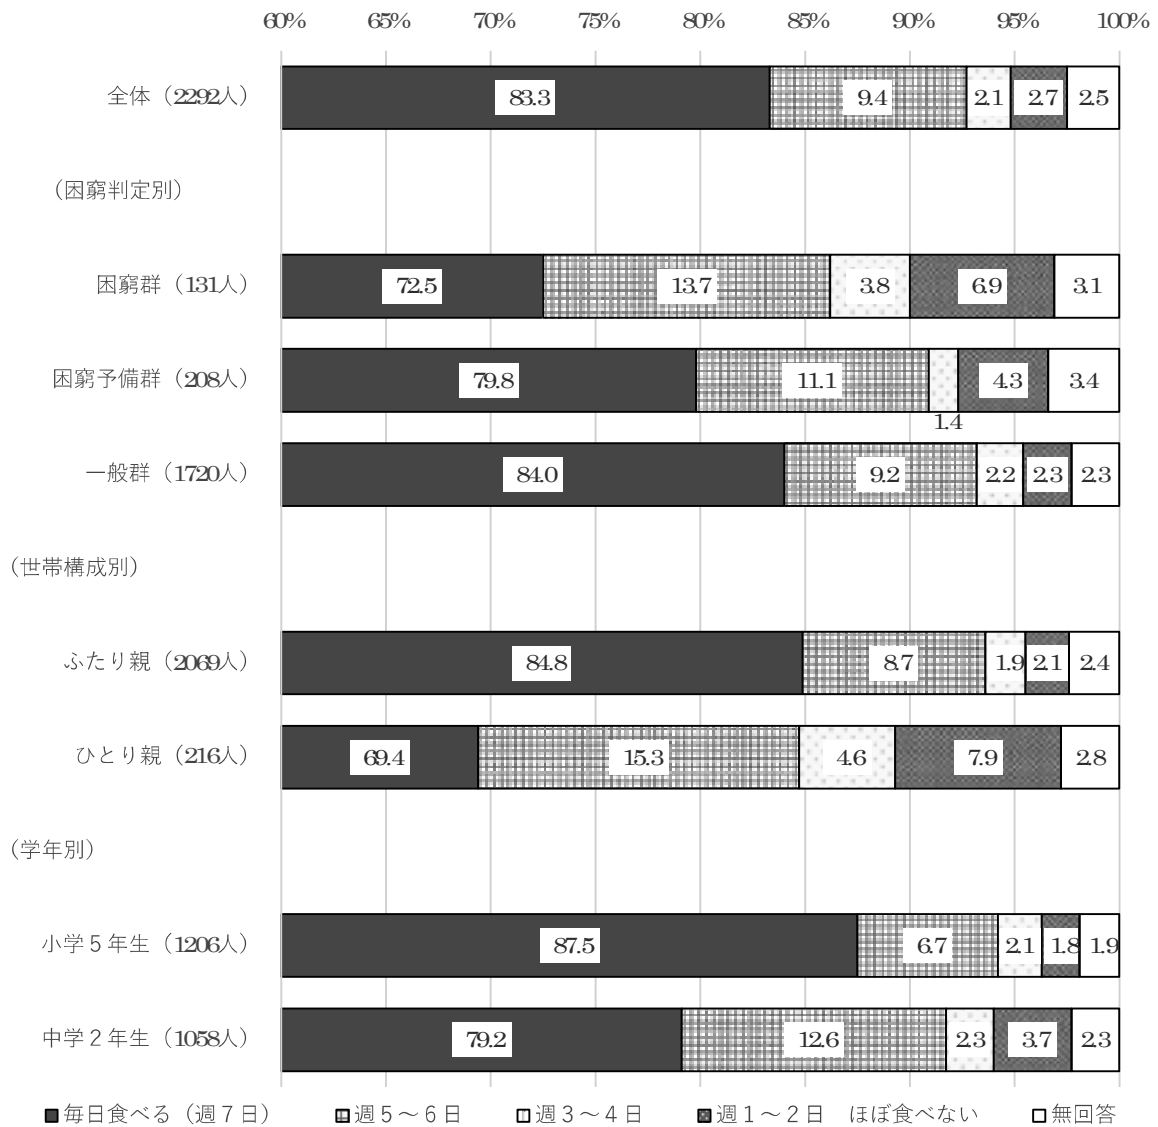 60% 65% 70% 75% 80% 85% 90% 95% 100%
全体（2292人） 83.3 9.4 2.1 2.7 2.5
（困窮判定別）
困窮群（131人） 72.5 13.7 3.8 6.9 3.1
困窮予備群（208人） 79.8 11.1 4.3 3.4
1.4
一般群（1720人） 84.0 9.2 2.2 2.3 2.3
（世帯構成別）
ふたり親（2069人） 84.8 8.7 1.9 2.1 2.4
ひとり親（216人） 69.4 15.3 4.6 7.9 2.8
（学年別）
小学５年生（1206人） 87.5 6.7 2.1 1.8 1.9
中学２年生（1058人） 79.2 12.6 2.3 3.7 2.3
毎日食べる（週７日） 週５～６日 週３～４日 週１～２日 ほぼ食べない 無回答